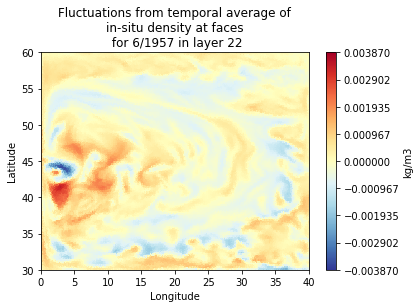 Fluctuations from temporal average of
in-situ density at faces
for 6/1957 in layer 22
60
55
50
45
40
35
30
Latitude
0 5 10 15 20 25 30 35 40
Longitude
0.003870
0.002902
0.001935
0.000967
0.000000
−0.000967
−0.001935
−0.002902
−0.003870
kg/m3